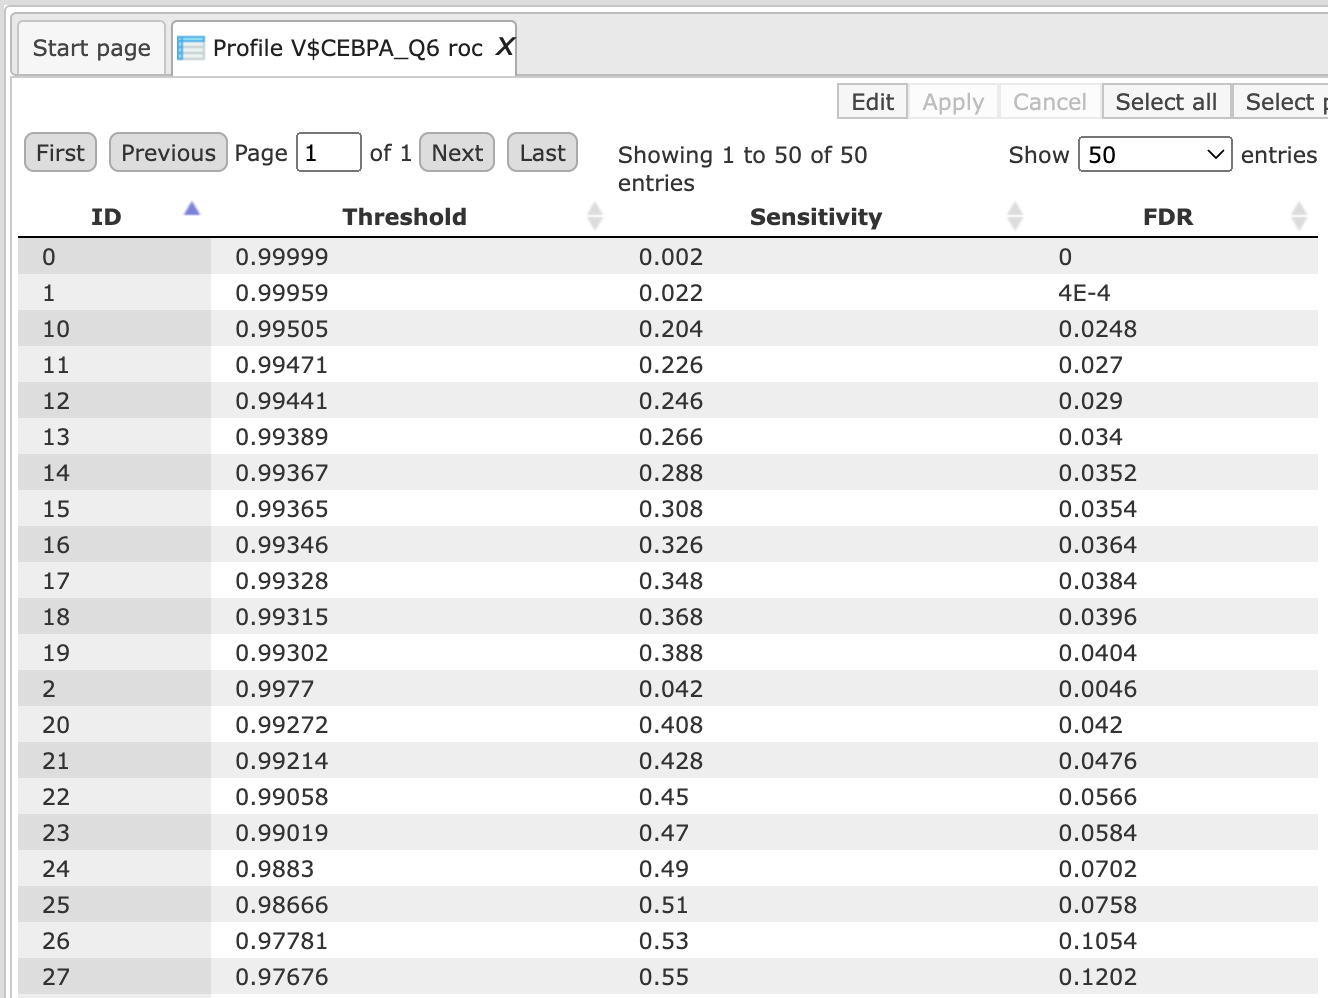 Start page Profile V$CEBPA_Q6 roc X
Edit Apply Cancel Select all Select
First Previous Page 1 of 1 Next Last Showing 1 to 50 of 50 entries Show 50 entries
ID Threshold Sensitivity FDR
0 0.99999 0.002 0
1 0.99959 0.022 4E-4
10 0.99505 0.204 0.0248
11 0.99471 0.226 0.027
12 0.99441 0.246 0.029
13 0.99389 0.266 0.034
14 0.99367 0.288 0.0352
15 0.99365 0.308 0.0354
16 0.99346 0.326 0.0364
17 0.99328 0.348 0.0384
18 0.99315 0.368 0.0396
19 0.99302 0.388 0.0404
2 0.9977 0.042 0.0046
20 0.99272 0.408 0.042
21 0.99214 0.428 0.0476
22 0.99058 0.45 0.0566
23 0.99019 0.47 0.0584
24 0.9883 0.49 0.0702
25 0.98666 0.51 0.0758
26 0.97781 0.53 0.1054
27 0.97676 0.55 0.1202